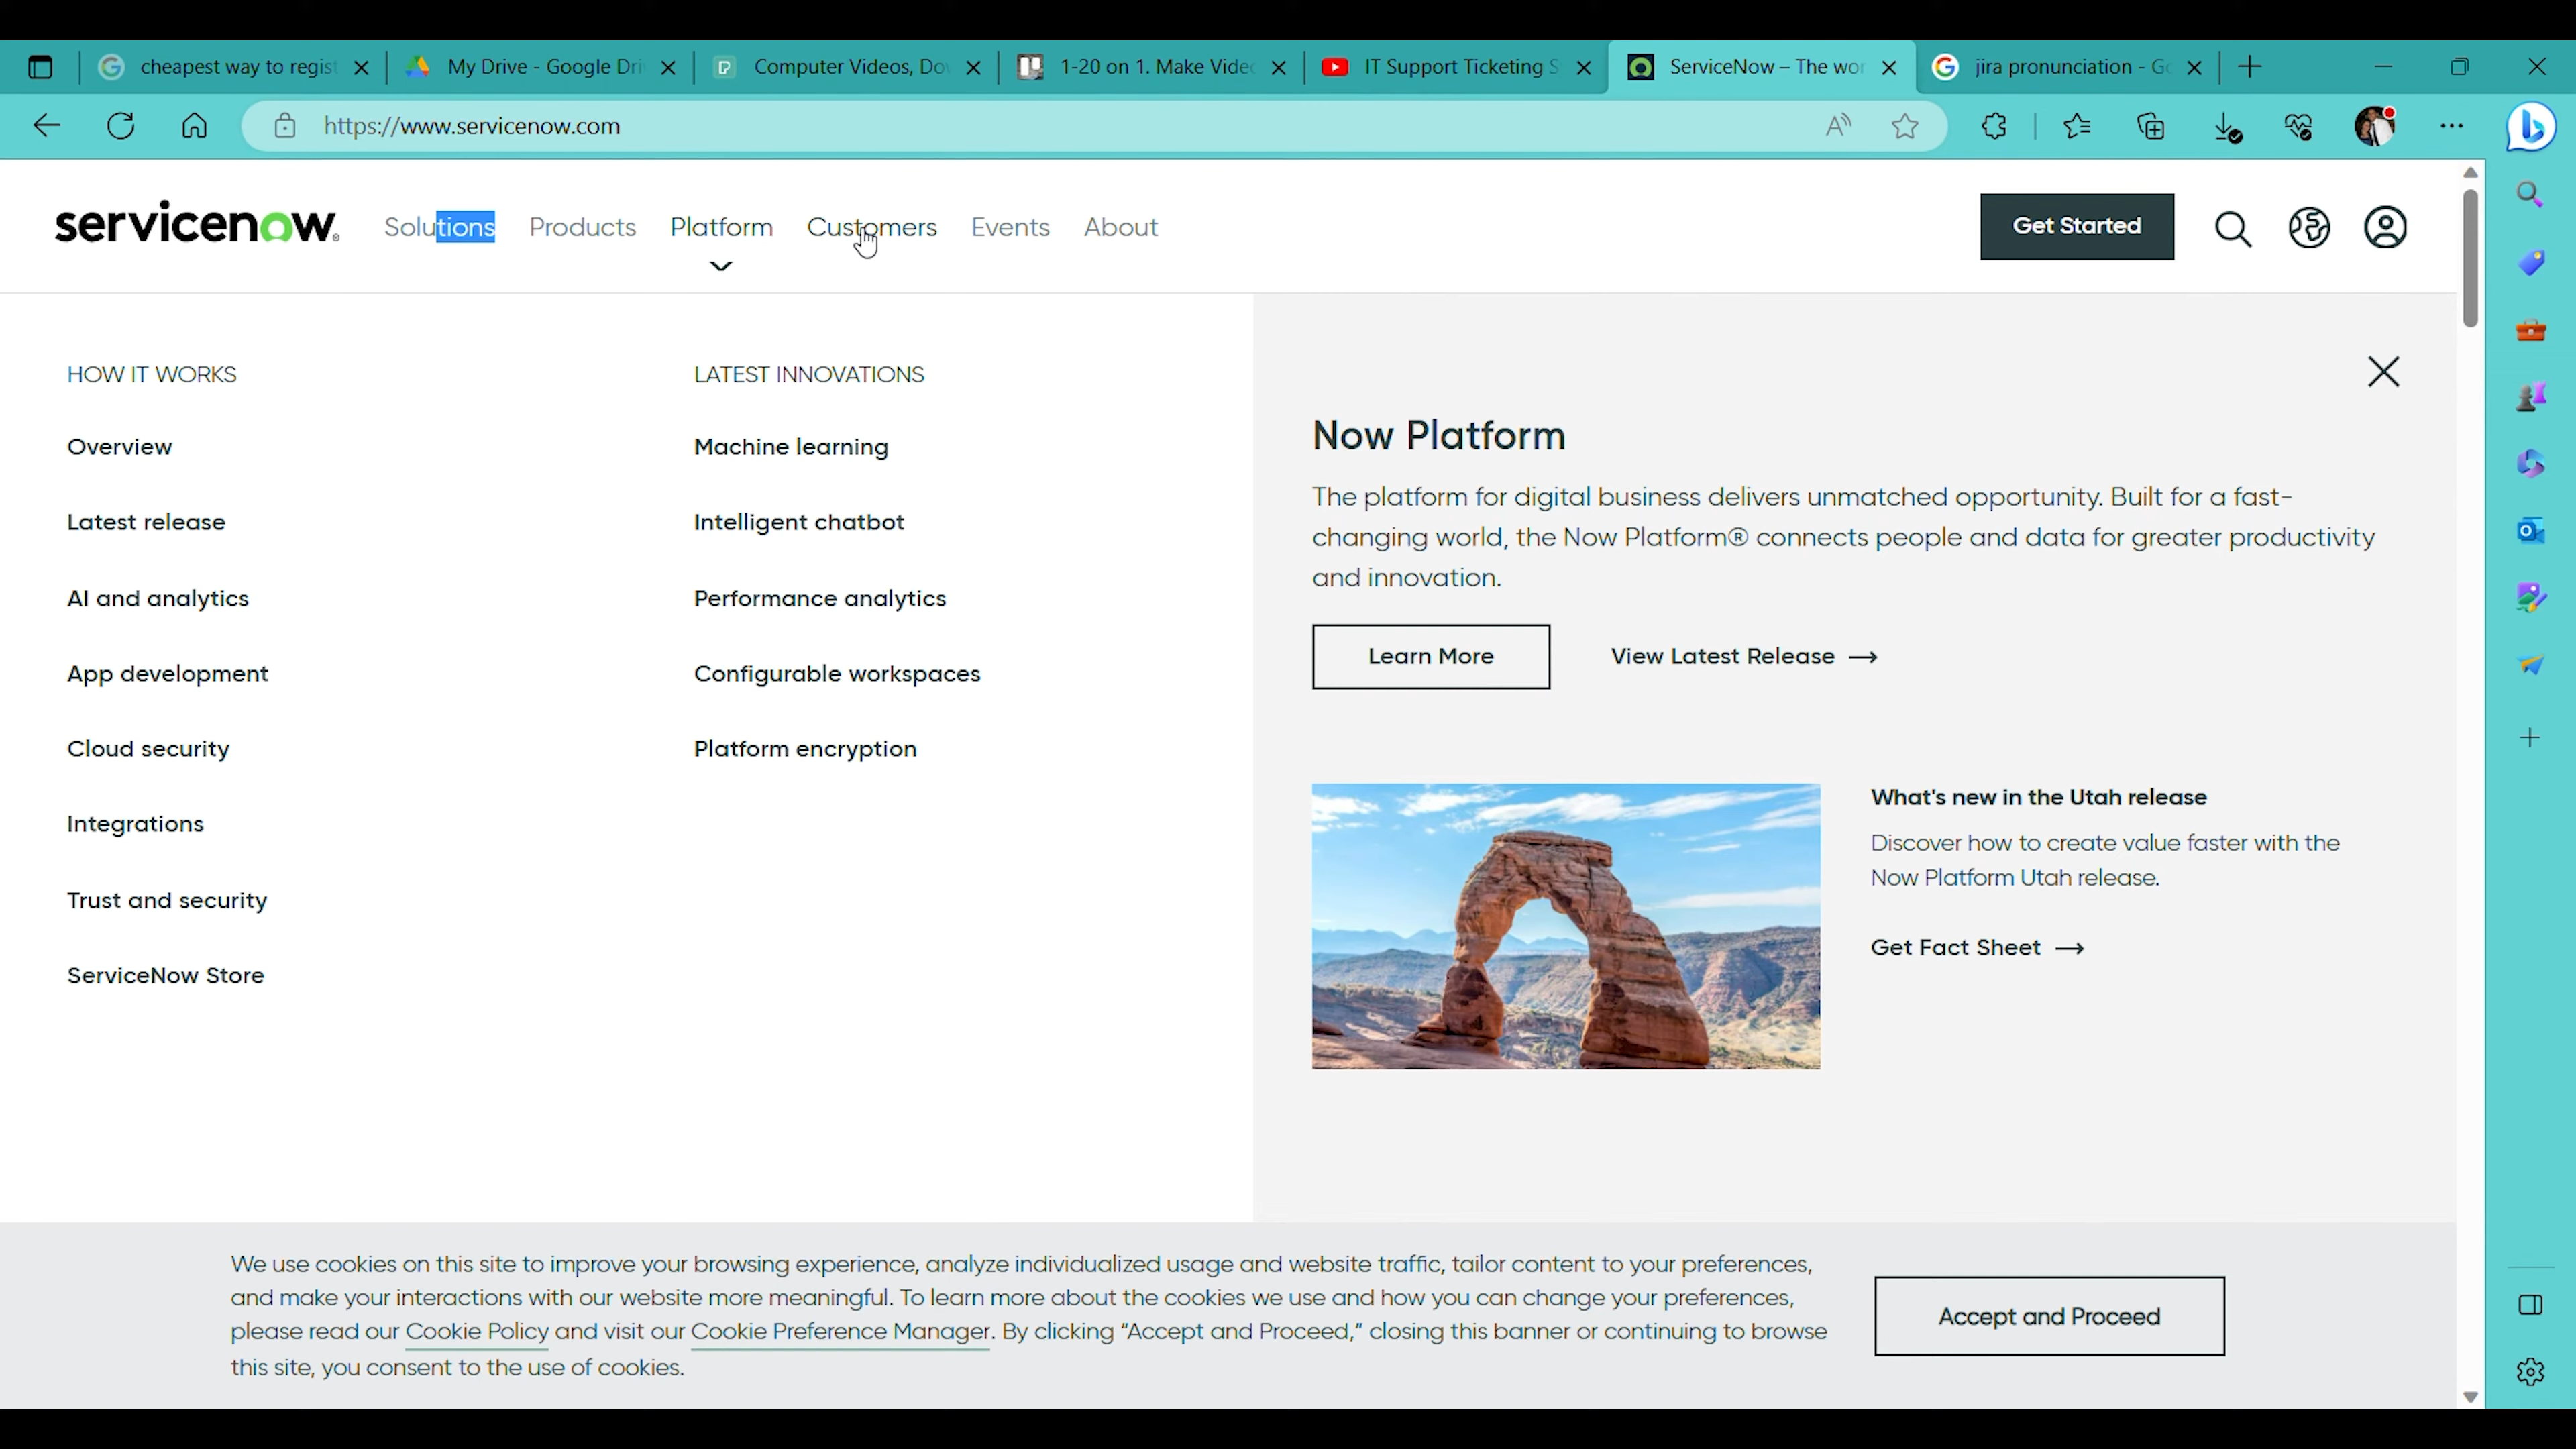 cheapest way to regist
My Drive - Google Dri
Computer Videos, Dov
1-20 on 1. Make Videc
IT Support Ticketing S
ServiceNow – The wor
jira pronunciation - Go
https://www.servicenow.com
servicenow
Solutions
Products
Platform
Customers
Events
About
Get Started
HOW IT WORKS
Overview
Latest release
AI and analytics
App development
Cloud security
Integrations
Trust and security
ServiceNow Store
LATEST INNOVATIONS
Machine learning
Intelligent chatbot
Performance analytics
Configurable workspaces
Platform encryption
Now Platform
The platform for digital business delivers unmatched opportunity. Built for a fast-
changing world, the Now Platform® connects people and data for greater productivity
and innovation.
Learn More
View Latest Release
What's new in the Utah release
Discover how to create value faster with the
Now Platform Utah release.
Get Fact Sheet
We use cookies on this site to improve your browsing experience, analyze individualized usage and website traffic, tailor content to your preferences,
and make your interactions with our website more meaningful. To learn more about the cookies we use and how you can change your preferences,
please read our Cookie Policy and visit our Cookie Preference Manager. By clicking “Accept and Proceed,” closing this banner or continuing to browse
this site, you consent to the use of cookies.
Accept and Proceed